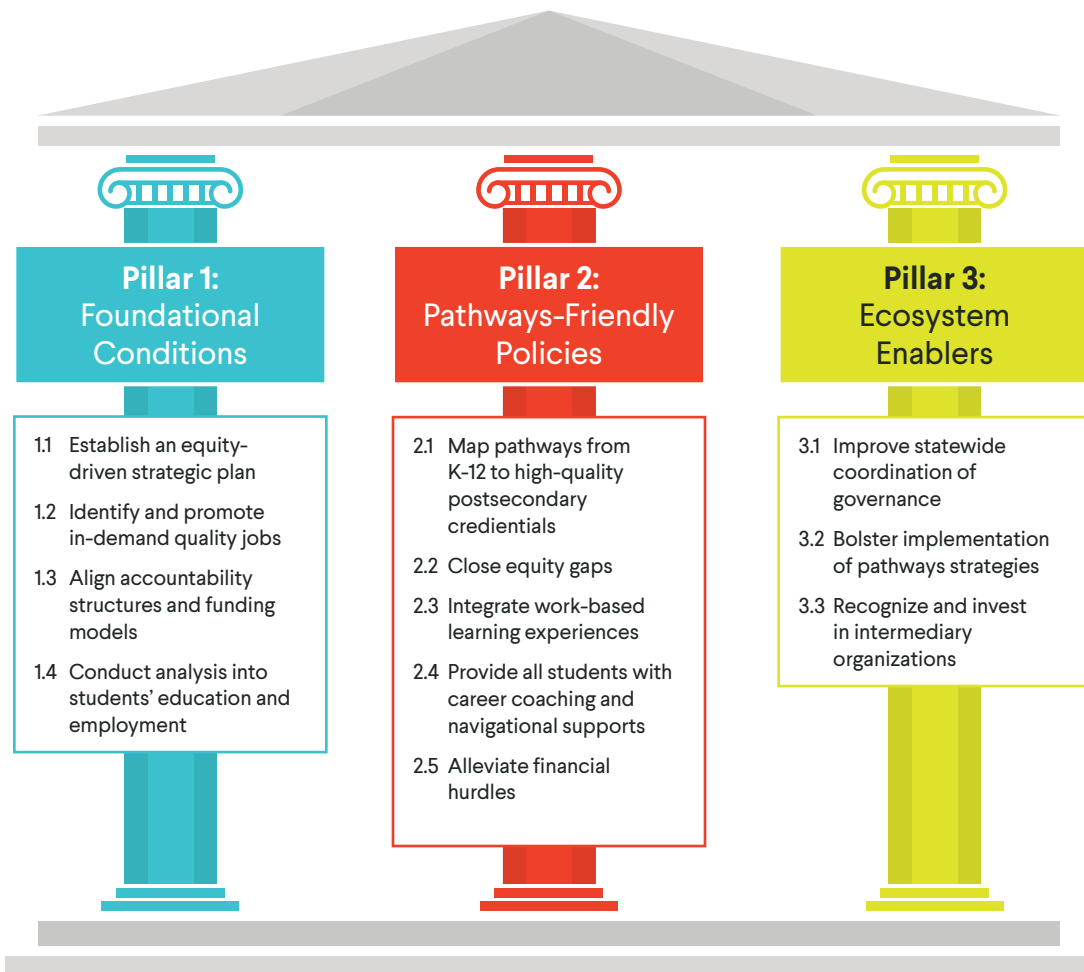 Pillar 1:
Foundational
Conditions
1.1 Establish an equity-
driven strategic plan
1.2 Identify and promote
in-demand quality jobs
1.3 Align accountability
structures and funding
models
1.4 Conduct analysis into
students’ education and
employment
Pillar 2:
Pathways-Friendly
Policies
2.1 Map pathways from
K-12 to high-quality
postsecondary
credentials
2.2 Close equity gaps
2.3 Integrate work-based
learning experiences
2.4 Provide all students with
career coaching and
navigational supports
2.5 Alleviate financial
hurdles
Pillar 3:
Ecosystem
Enablers
3.1 Improve statewide
coordination of
governance
3.2 Bolster implementation
of pathways strategies
3.3 Recognize and invest
in intermediary
organizations